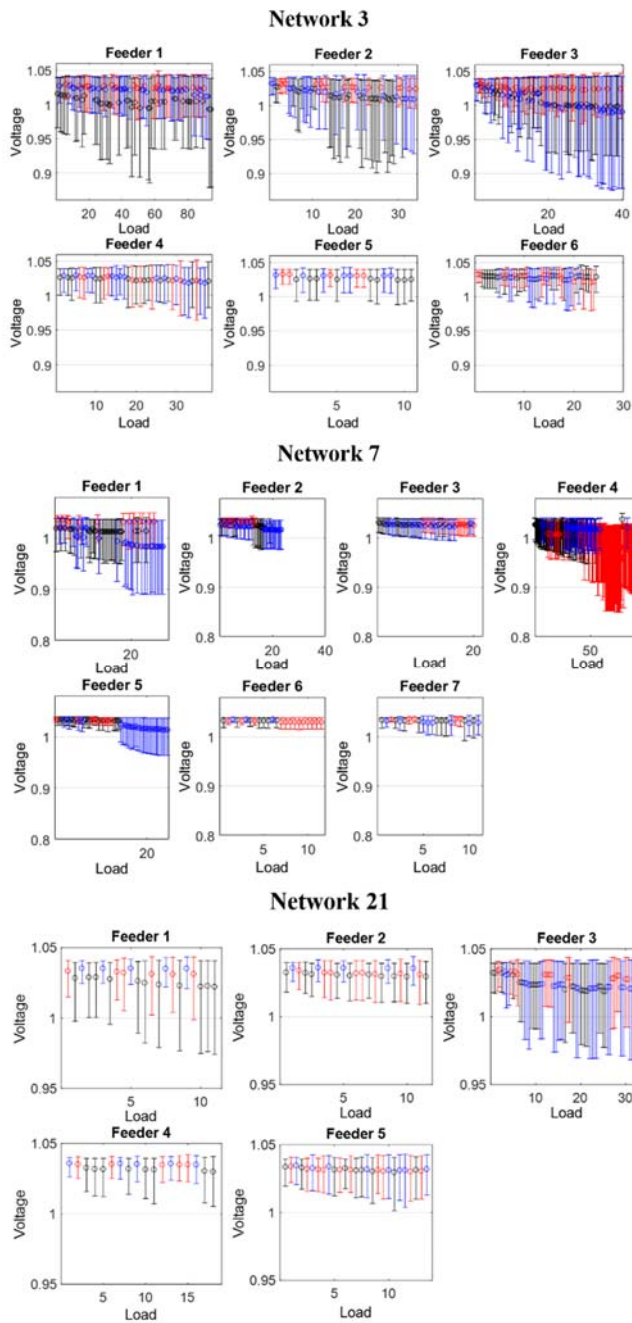 Network 3
Feeder 1
Feeder 2
Feeder 3
Voltage
1.05
1
0.95
0.9
20 40 60 80
Load
Voltage
1.05
1
0.95
0.9
0 10 20 30
Load
Voltage
1.05
1
0.95
0.9
20 40
Load
Feeder 4
Feeder 5
Feeder 6
Voltage
1.05
1
0.95
0.9
10 20 30
Load
Voltage
1.05
1
0.95
0.9
5 10
Load
Voltage
1.05
1
0.95
0.9
0 10 20 30
Load
Network 7
Feeder 1
Feeder 2
Feeder 3
Feeder 4
Voltage
1
0.9
0.8
20
Load
Voltage
1
0.9
0.8
20 40
Load
Voltage
1
0.9
0.8
20
Load
Voltage
1
0.9
0.8
50
Load
Feeder 5
Feeder 6
Feeder 7
Voltage
1
0.8
20
Load
Voltage
1
0.9
0.8
5 10
Load
Voltage
1
0.9
0.8
5 10
Load
Network 21
Feeder 1
Feeder 2
Feeder 3
Voltage
1.05
1
0.95
5 10
Load
Voltage
1.05
1
0.95
5 10
Load
Voltage
1.05
1
0.95
0 10 20 30
Load
Feeder 4
Feeder 5
Voltage
1.05
1
0.95
5 10 15
Load
Voltage
1.05
1
0.95
5 10
Load